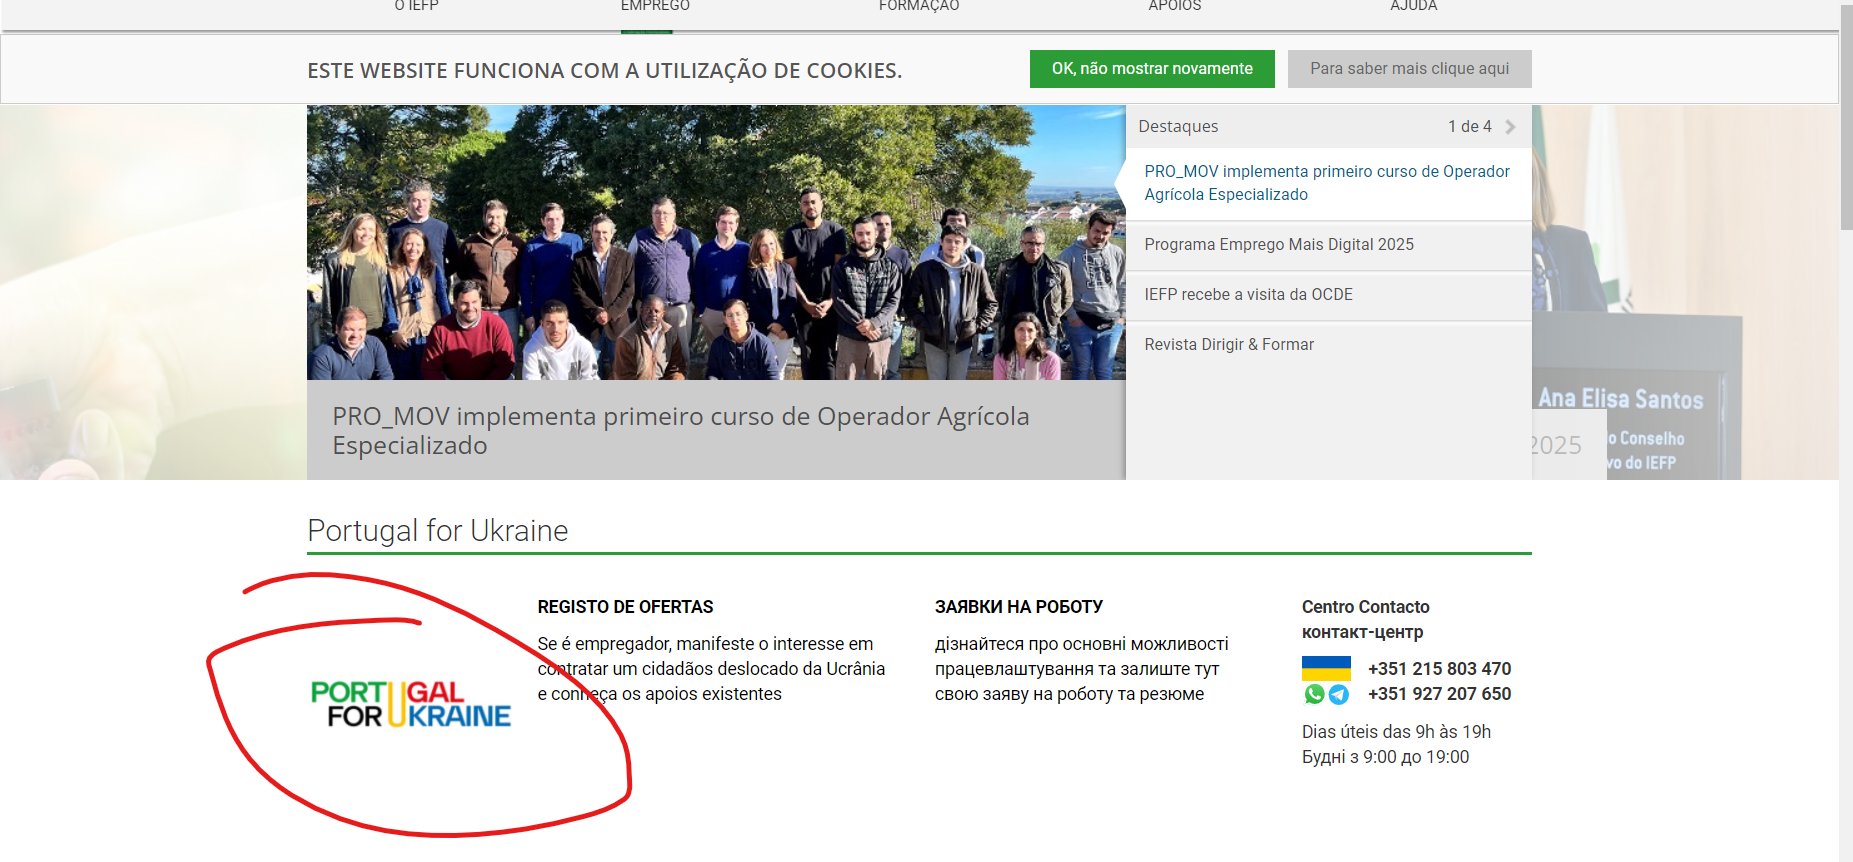 O IEFP
EMPREGO
FORMAÇÃO
APOIOS
AJUDA
ESTE WEBSITE FUNCIONA COM A UTILIZAÇÃO DE COOKIES.
OK, não mostrar novamente
Para saber mais clique aqui
Destaques
1 de 4
PRO_MOV implementa primeiro curso de Operador
Agrícola Especializado
Programa Emprego Mais Digital 2025
IEFP recebe a visita da OCDE
Revista Dirigir & Formar
PRO_MOV implementa primeiro curso de Operador Agrícola
Especializado
Ana Elisa Santos
o Conselho
vo do IEFP
2025
Portugal for Ukraine
PORTUGAL
FOR UKRAINE
REGISTO DE OFERTAS
Se é empregador, manifeste o interesse em
contratar um cidadãos deslocado da Ucrânia
e conheça os apoios existentes
ЗАЯВКИ НА РОБОТУ
дізнайтеся про основні можливості
працевлаштування та залиште тут
свою заяву на роботу та резюме
Centro Contacto
контакт-центр
+351 215 803 470
+351 927 207 650
Dias úteis das 9h às 19h
Будні з 9:00 до 19:00